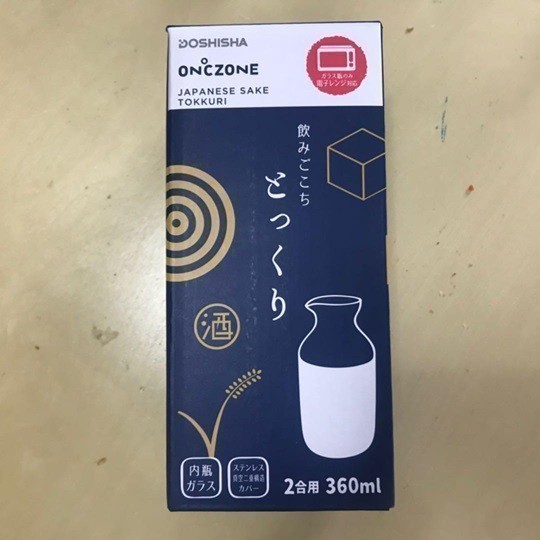 DOSHISHA
ON℃ZONE
JAPANESE SAKE
TOKKURI
ガラス瓶のみ
電子レンジ対応
飲みごこち
とっくり
酒
内瓶
ガラス
ステンレス
真空二重構造
カバー
2合用 360ml